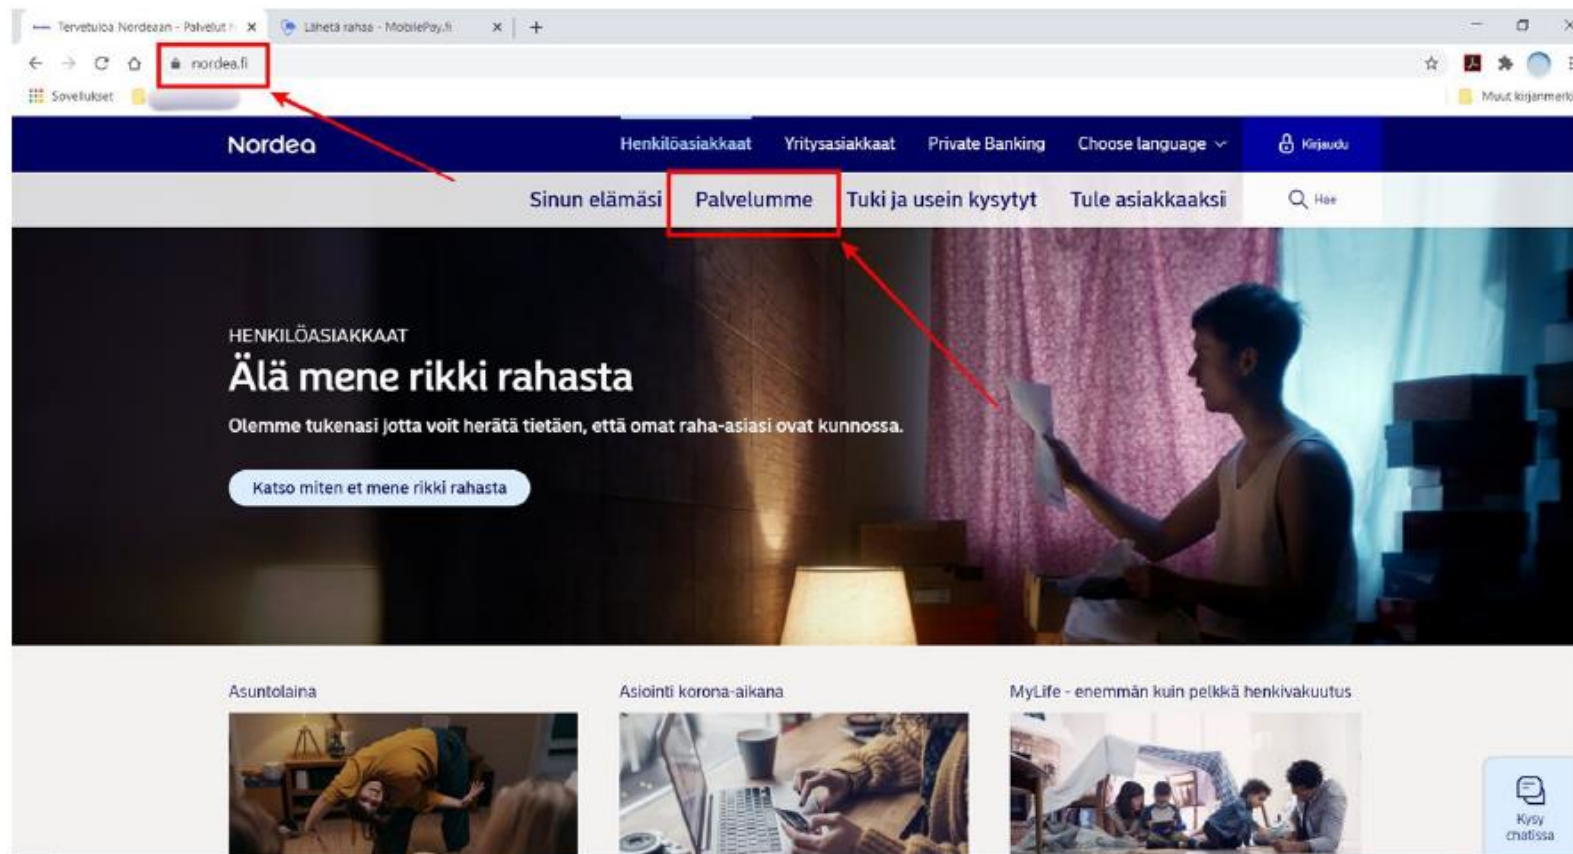 Tervetuloa Nordeaan - Palvelut h
Lähetä rahaa - MobilePay.fi
nordea.fi
Sovellukset
Muut kirjanmerki
Nordea
Henkilöasiakkaat
Yritysasiakkaat
Private Banking
Choose language
Kirjaudu
Sinun elämäsi
Palvelumme
Tuki ja usein kysytyt
Tule asiakkaaksi
Hae
HENKILÖASIAKKAAT
Älä mene rikki rahasta
Olemme tukenasi jotta voit herätä tietäen, että omat raha-asiasi ovat kunnossa.
Katso miten et mene rikki rahasta
Asuntolaina
Asiointi korona-aikana
MyLife - enemmän kuin pelkkä henkivakuutus
Kysy
chatissa